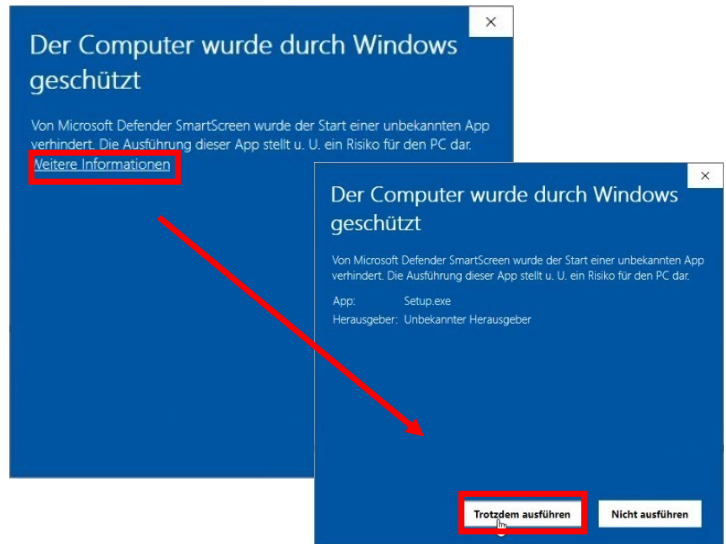 Der Computer wurde durch Windows
geschützt
Von Microsoft Defender SmartScreen wurde der Start einer unbekannten App
verhindert. Die Ausführung dieser App stellt u. U. ein Risiko für den PC dar.
Weitere Informationen
Der Computer wurde durch Windows
geschützt
Von Microsoft Defender SmartScreen wurde der Start einer unbekannten App
verhindert. Die Ausführung dieser App stellt u. U. ein Risiko für den PC dar.
App: Setup.exe
Herausgeber: Unbekannter Herausgeber
Trotzdem ausführen Nicht ausführen